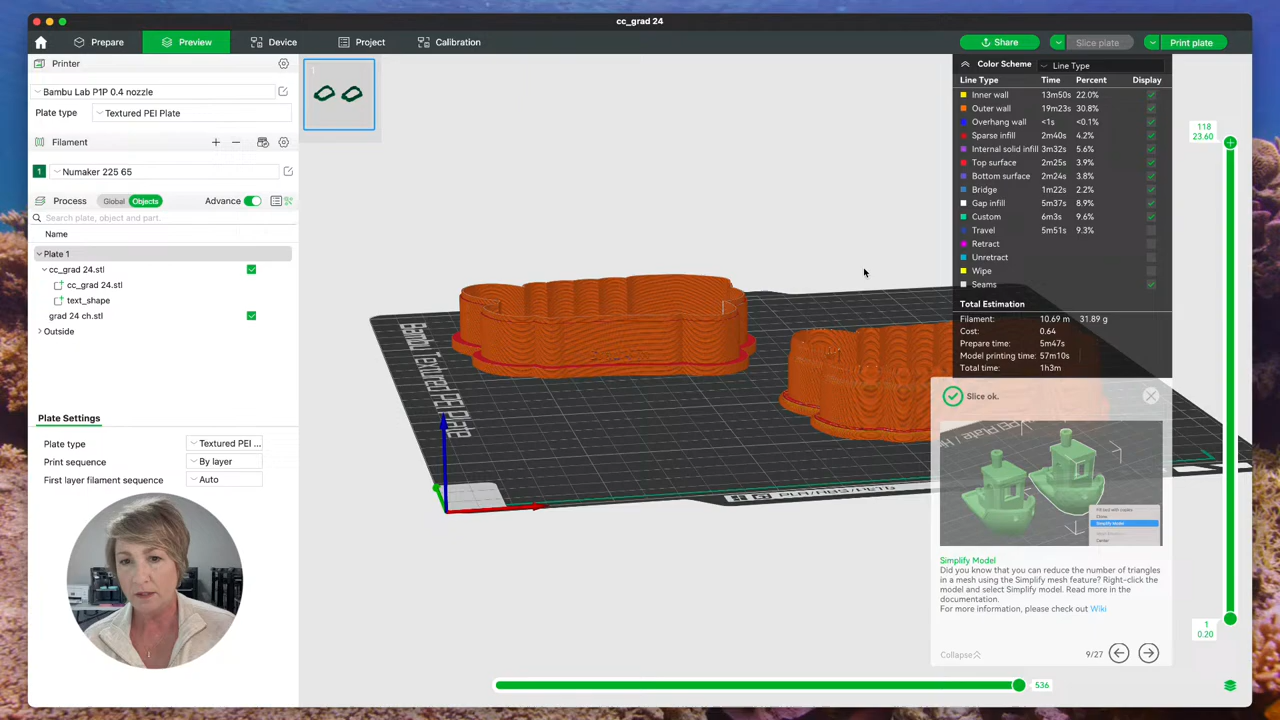 cc_grad 24
Prepare
Preview
Device
Project
Calibration
Share
Slice plate
Print plate
Printer
Bambu Lab P1P 0.4 nozzle
Plate type
Textured PEI Plate
Filament
1
Numaker 225 65
Process
Global
Objects
Advance
Search plate, object and part.
Name
Plate 1
cc_grad 24.stl
cc_grad 24.stl
text_shape
grad 24 ch.stl
Outside
Plate Settings
Plate type
Textured PEI ...
Print sequence
By layer
First layer filament sequence
Auto
1
Bambu Textured PEI Plate
Color Scheme
Line Type
Line Type Time Percent Display
Inner wall 13m50s 22.0%
Outer wall 19m23s 30.8%
Overhang wall <1s <0.1%
Sparse infill 2m40s 4.2%
Internal solid infill 3m32s 5.6%
Top surface 2m25s 3.9%
Bottom surface 2m24s 3.8%
Bridge 1m22s 2.2%
Gap infill 5m37s 8.9%
Custom 6m3s 9.6%
Travel 5m51s 9.3%
Retract
Unretract
Wipe
Seams
Total Estimation
Filament: 10.69 m 31.89 g
Cost: 0.64
Prepare time: 5m47s
Model printing time: 57m10s
Total time: 1h3m
Slice ok.
Simplify Model
Did you know that you can reduce the number of triangles
in a mesh using the Simplify mesh feature? Right-click the
model and select Simplify model. Read more in the
documentation.
For more information, please check out Wiki
Collapse
9/27
118
23.60
1
0.20
536